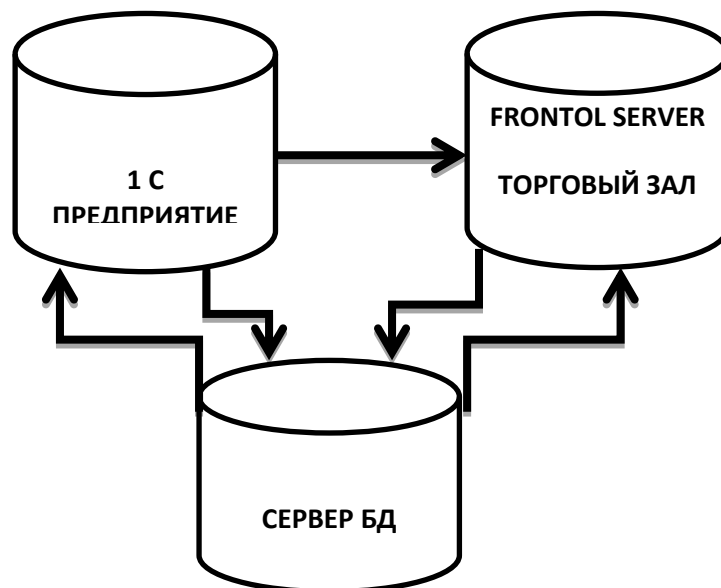 1 С
ПРЕДПРИЯТИЕ
FRONTOL SERVER
ТОРГОВЫЙ ЗАЛ
СЕРВЕР БД